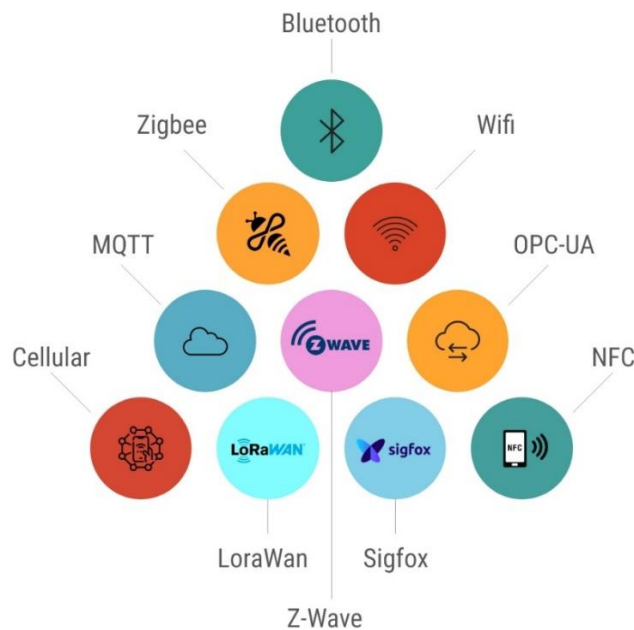 Bluetooth
Zigbee
Wifi
MQTT
OPC-UA
Z WAVE
Cellular
NFC
LoRaWAN
sigfox
NFC
LoraWan
Sigfox
Z-Wave